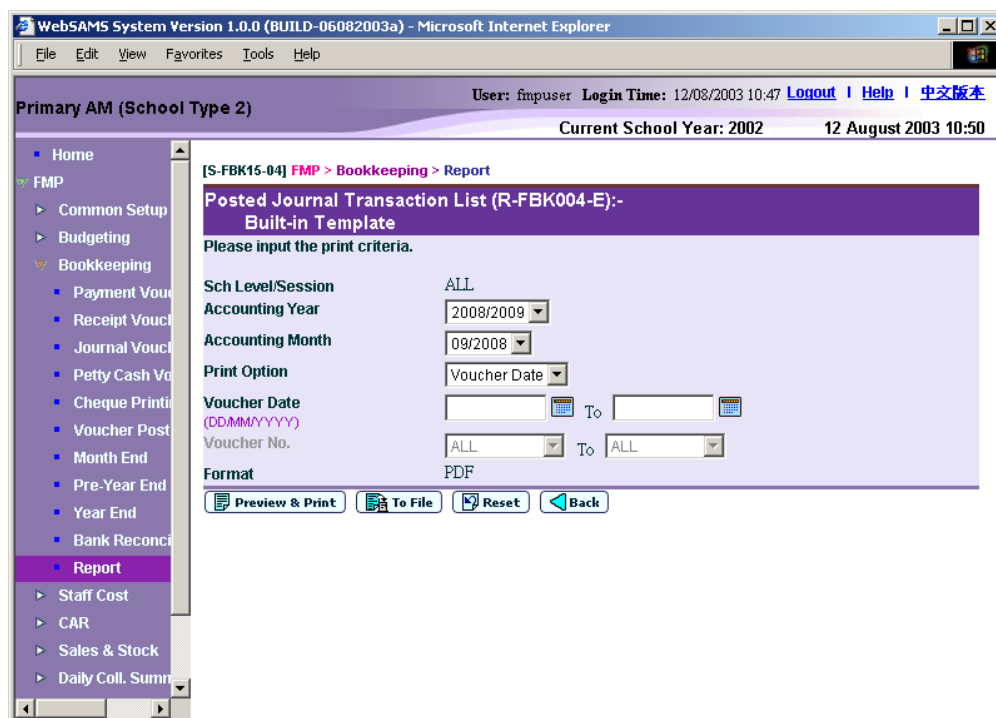 WebSAMS System Version 1.0.0 (BUILD-06082003a) - Microsoft Internet Explorer
File Edit View Favorites Tools Help
Primary AM (School Type 2)
User: fmpuser Login Time: 12/08/2003 10:47 Logout | Help | 中文版本
Current School Year: 2002 12 August 2003 10:50
Home
FMP
Common Setup
Budgeting
Bookkeeping
Payment Vou
Receipt Voucl
Journal Voucl
Petty Cash Vo
Cheque Printi
Voucher Post
Month End
Pre-Year End
Year End
Bank Reconci
Report
Staff Cost
CAR
Sales & Stock
Daily Coll. Summ
[S-FBK15-04] FMP > Bookkeeping > Report
Posted Journal Transaction List (R-FBK004-E):-
Built-in Template
Please input the print criteria.
Sch Level/Session ALL
Accounting Year 2008/2009
Accounting Month 09/2008
Print Option Voucher Date
Voucher Date To
(DD/MM/YYYY)
Voucher No. ALL To ALL
Format PDF
Preview & Print To File Reset Back